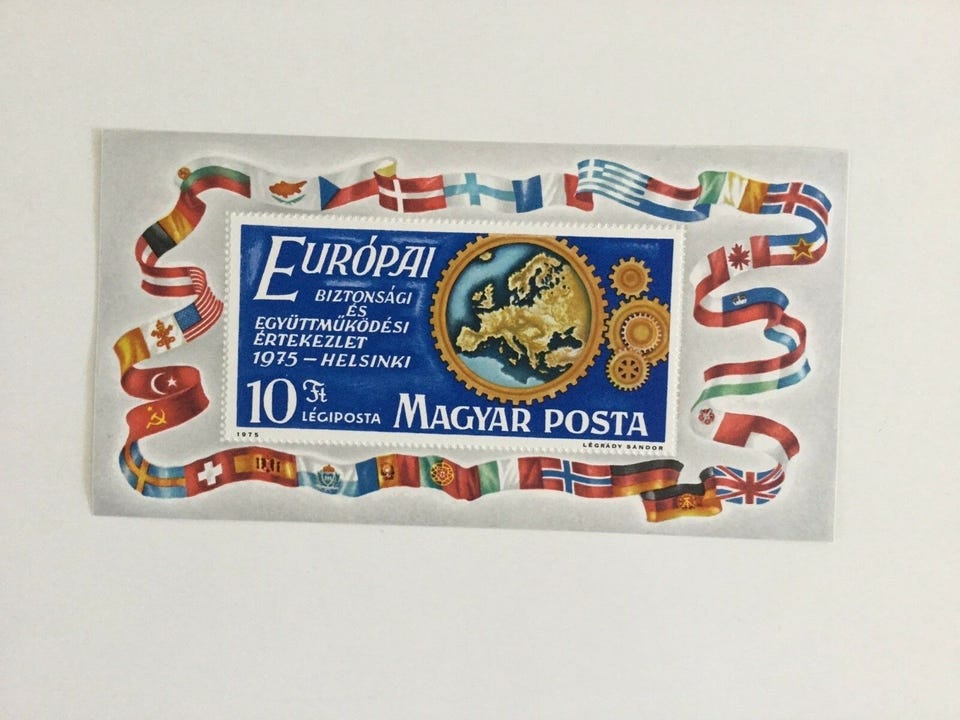 EURÓPAI
BIZTONSÁGI
ÉS
EGYÜTTMŰKÖDÉSI
ÉRTEKEZLET
1975 – HELSINKI
10 Ft
LÉGIPOSTA MAGYAR POSTA
1975 LÉGRÁDY SÁNDOR